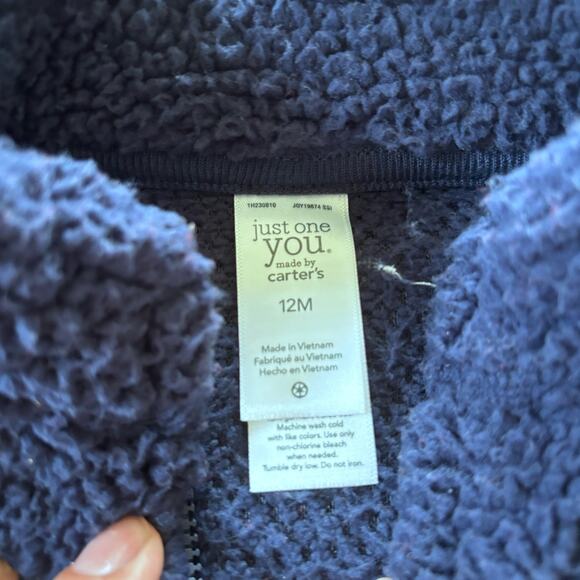 1H230810 JOY19874 SSI
just one
you®
made by
carter's
12M
Made in Vietnam
Fabriqué au Vietnam
Hecho en Vietnam
Machine wash cold
with like colors. Use only
non-chlorine bleach
when needed.
Tumble dry low. Do not iron.